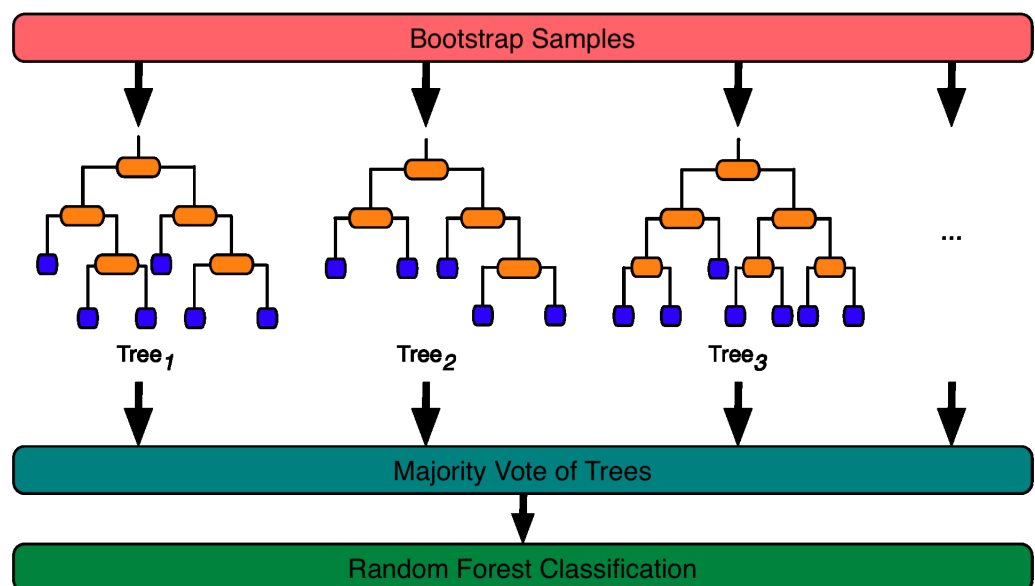 Bootstrap Samples
...
Tree1 Tree2 Tree3
Majority Vote of Trees
Random Forest Classification